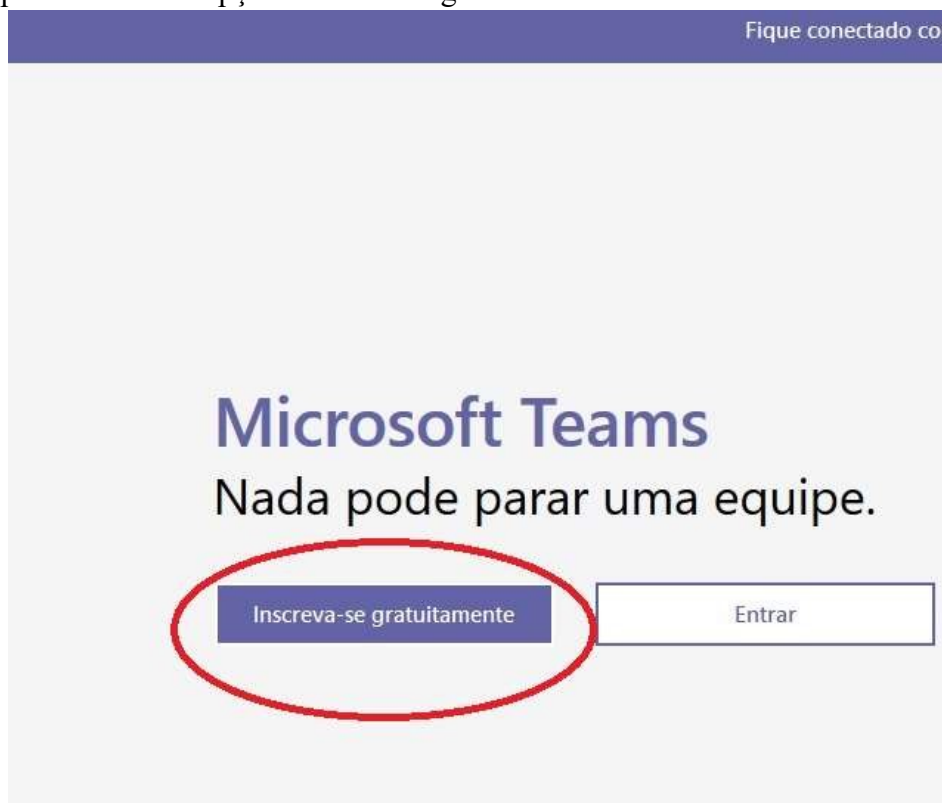 Fique conectado co
Microsoft Teams
Nada pode parar uma equipe.
Inscreva-se gratuitamente
Entrar